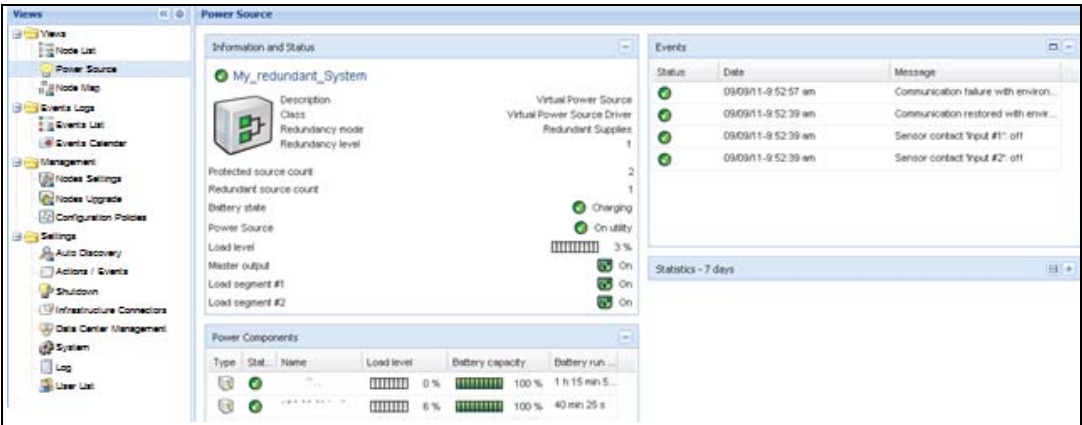 Views
Views
Node List
Power Source
Node Map
Events Logs
Events List
Events Calendar
Management
Nodes Settings
Nodes Upgrade
Configuration Policies
Settings
Auto Discovery
Actions / Events
Shutdown
Infrastructure Connectors
Data Center Management
System
Log
User List
Power Source
Information and Status
My_redundant_System
Description Virtual Power Source
Class Virtual Power Source Driver
Redundancy mode Redundant Supplies
Redundancy level 1
Protected source count 2
Redundant source count 1
Battery state Charging
Power Source On utility
Load level 3 %
Master output On
Load segment #1 On
Load segment #2 On
Power Components
Type Stat... Name Load level Battery capacity Battery run ...
0 % 100 % 1 h 15 min 5...
6 % 100 % 40 min 25 s
Events
Status Date Message
09/09/11-9:52:57 am Communication failure with environ...
09/09/11-9:52:39 am Communication restored with envir...
09/09/11-9:52:39 am Sensor contact 'Input #1': off
09/09/11-9:52:39 am Sensor contact 'Input #2': off
Statistics - 7 days